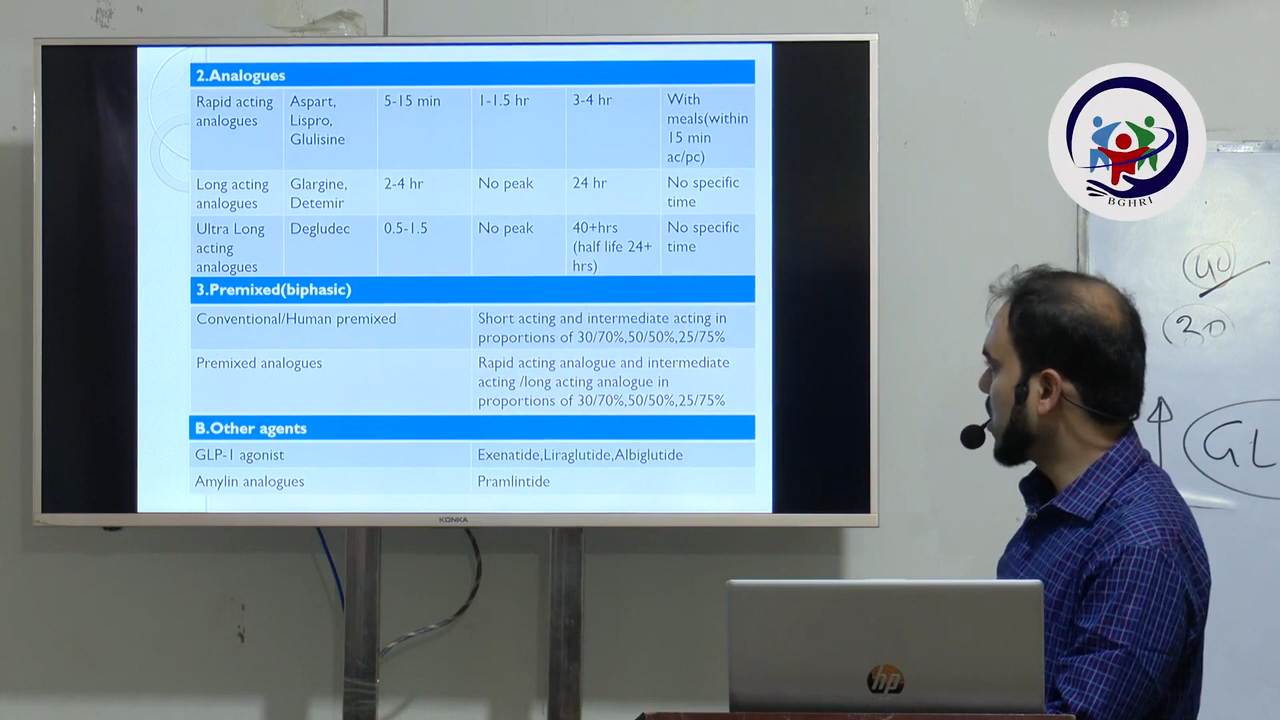 2.Analogues
Rapid acting analogues Aspart, Lispro, Glulisine 5-15 min 1-1.5 hr 3-4 hr With meals(within 15 min ac/pc)
Long acting analogues Glargine, Detemir 2-4 hr No peak 24 hr No specific time
Ultra Long acting analogues Degludec 0.5-1.5 No peak 40+hrs (half life 24+ hrs) No specific time
3.Premixed(biphasic)
Conventional/Human premixed Short acting and intermediate acting in proportions of 30/70%,50/50%,25/75%
Premixed analogues Rapid acting analogue and intermediate acting /long acting analogue in proportions of 30/70%,50/50%,25/75%
B.Other agents
GLP-1 agonist Exenatide,Liraglutide,Albiglutide
Amylin analogues Pramlintide
KONKA
BGHRI
40
30
GL
hp